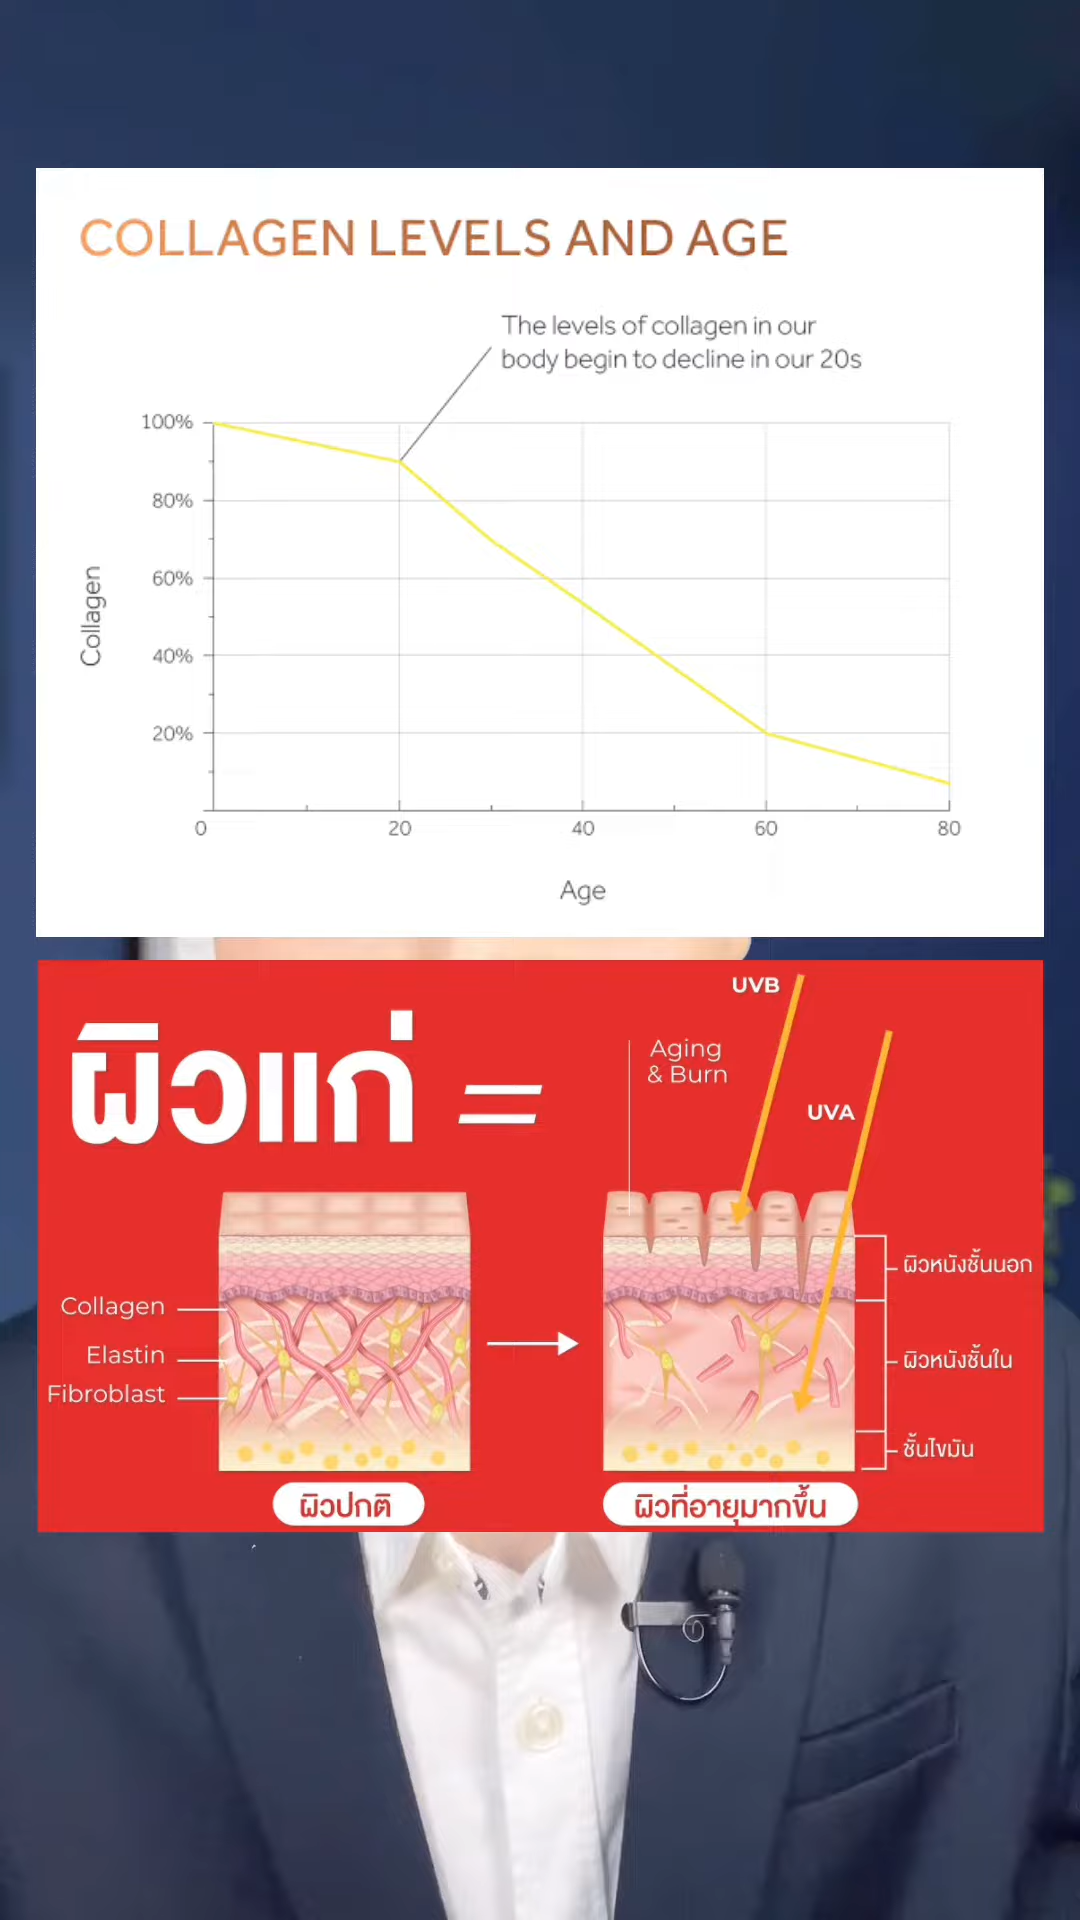 COLLAGEN LEVELS AND AGE
The levels of collagen in our
body begin to decline in our 20s
100%
80%
60%
40%
20%
Collagen
0 20 40 60 80
Age
ผิวแก่ =
UVB
Aging
& Burn
UVA
Collagen
Elastin
Fibroblast
ผิวหนังชั้นนอก
ผิวหนังชั้นใน
ชั้นไขมัน
ผิวปกติ
ผิวที่อายุมากขึ้น